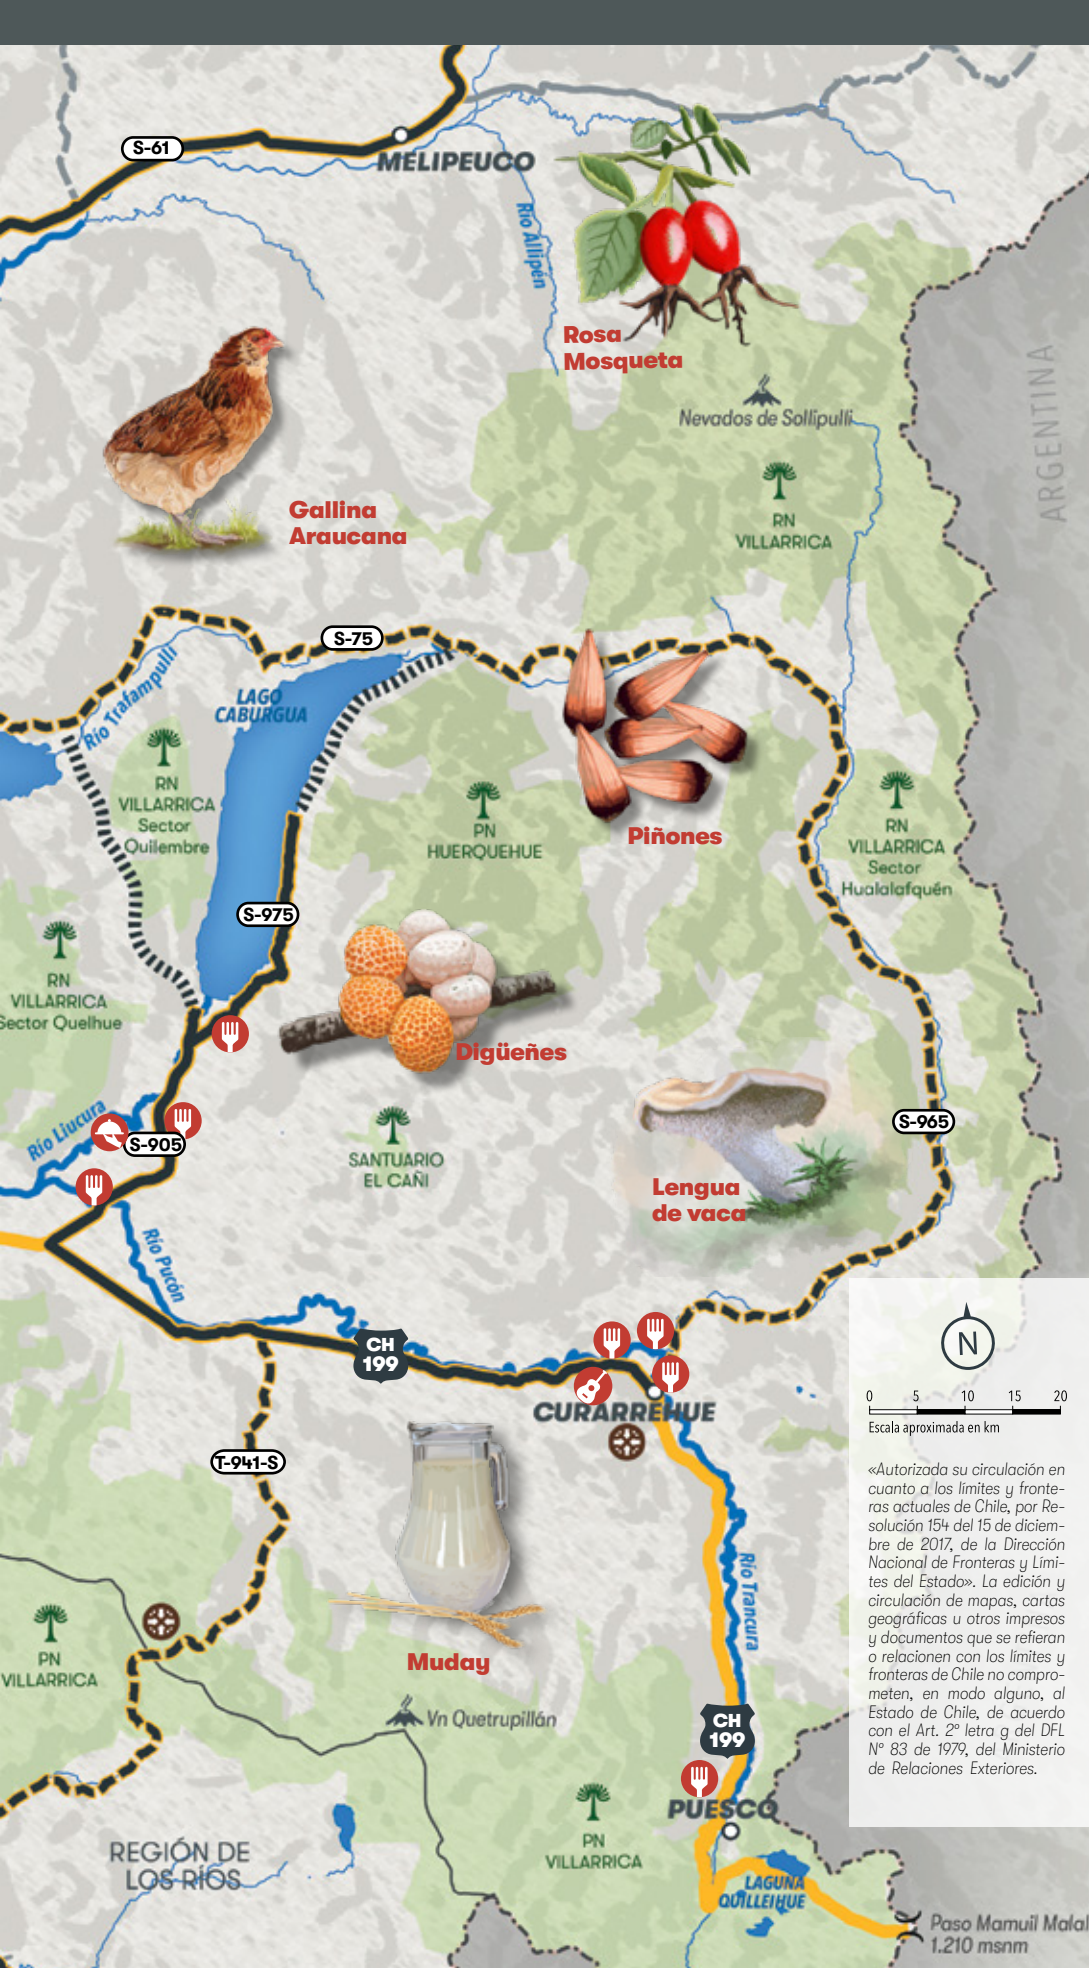 S-61
MELIPEUCO
Río Allipén
Rosa
Mosqueta
ARGENTINA
Nevados de Sollipulli
Gallina
Araucana
RN
VILLARRICA
S-75
Río Trafampulli
LAGO
CABURGUA
RN
VILLARRICA
Sector
Quilembre
PN
HUERQUEHUE
Piñones
RN
VILLARRICA
Sector
Hualalafquén
S-975
RN
VILLARRICA
Sector Quelhue
Digüeñes
Río Liucura
S-905
SANTUARIO
EL CAÑI
S-965
Lengua
de vaca
Río Pucón
CH
199
CURARREHUE
N
0 5 10 15 20
Escala aproximada en km
T-941-S
«Autorizada su circulación en
cuanto a los límites y fronte-
ras actuales de Chile, por Re-
solución 154 del 15 de diciem-
bre de 2017, de la Dirección
Nacional de Fronteras y Lími-
tes del Estado». La edición y
circulación de mapas, cartas
geográficas u otros impresos
y documentos que se refieran
o relacionen con los límites y
fronteras de Chile no compro-
meten, en modo alguno, al
Estado de Chile, de acuerdo
con el Art. 2° letra g del DFL
N° 83 de 1979, del Ministerio
de Relaciones Exteriores.
Río Trancura
PN
VILLARRICA
Muday
Vn Quetrupillán
CH
199
PUESCO
PN
VILLARRICA
REGIÓN DE
LOS RÍOS
LAGUNA
QUILLEIHUE
Paso Mamuil Malal
1.210 msnm